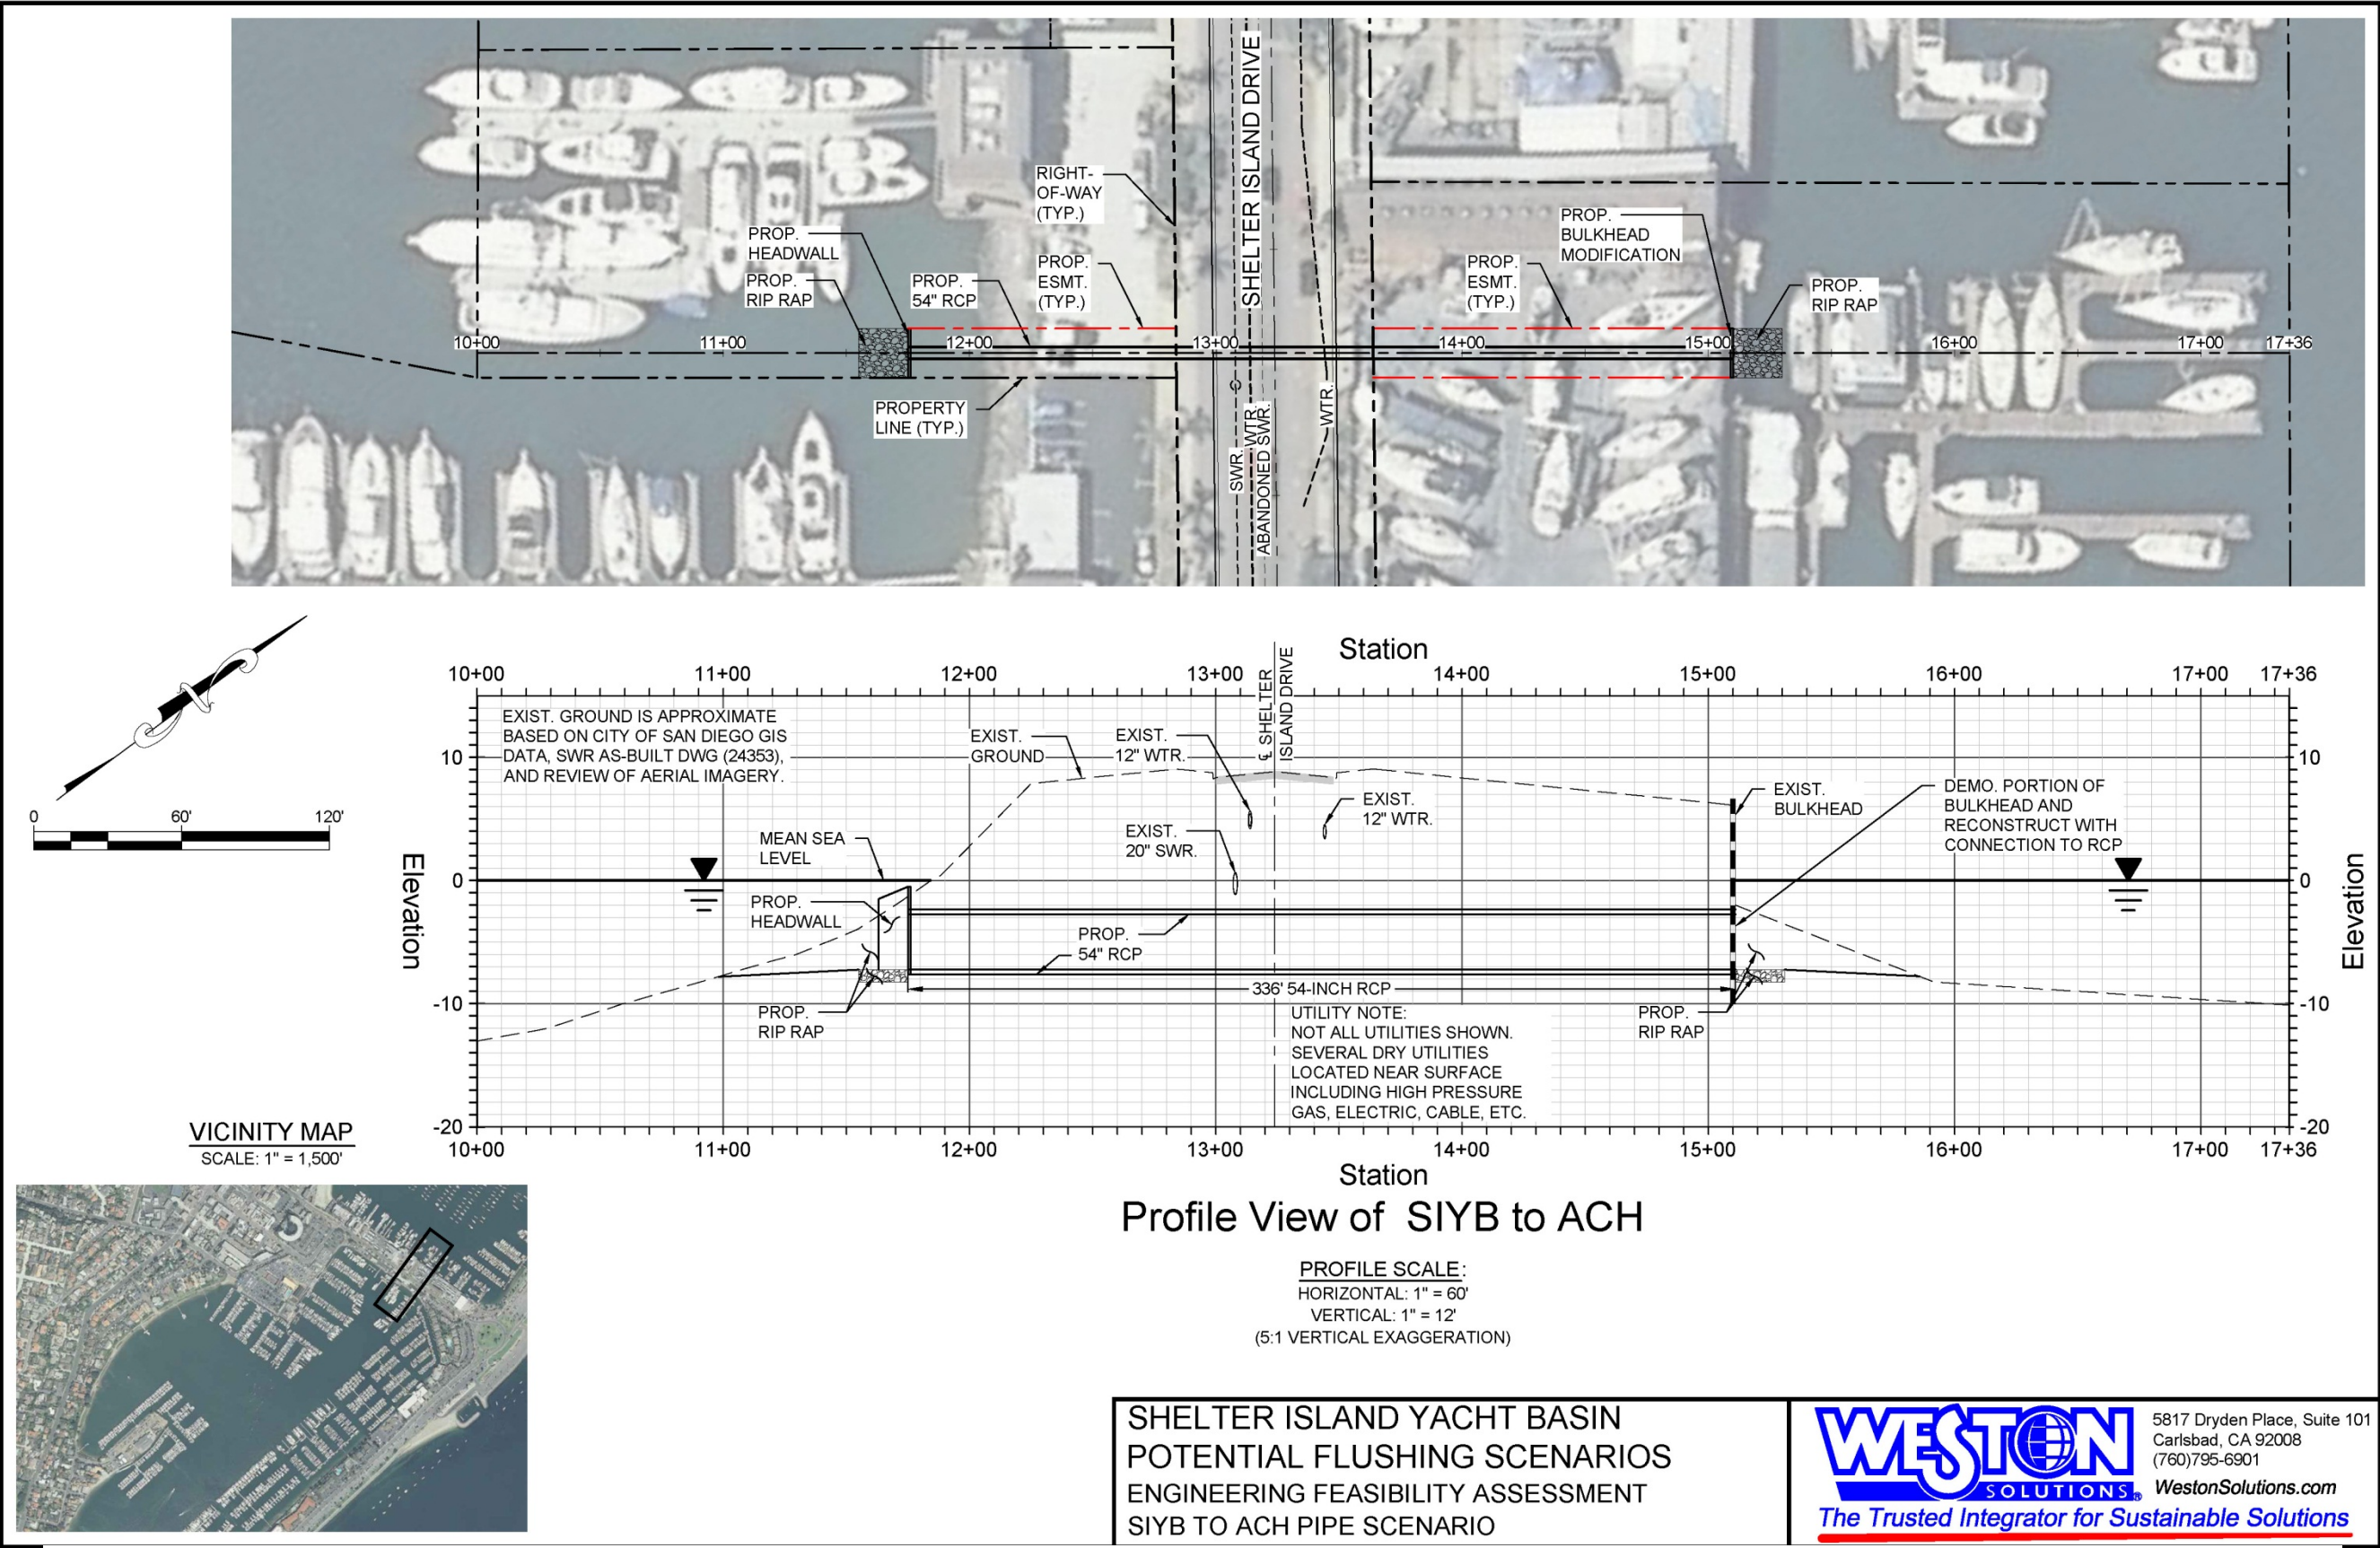 SHELTER ISLAND DRIVE
RIGHT-
OF-WAY
(TYP.)
PROP.
HEADWALL
PROP.
RIP RAP
PROP.
54" RCP
PROP.
ESMT.
(TYP.)
PROP.
ESMT.
(TYP.)
PROP.
BULKHEAD
MODIFICATION
PROP.
RIP RAP
10+00
11+00
12+00
13+00
14+00
15+00
16+00
17+00
17+36
PROPERTY
LINE (TYP.)
G
SWR.
WTR.
ABANDONED SWR.
WTR.
Station
10+00
11+00
12+00
13+00
14+00
15+00
16+00
17+00
17+36
℄ SHELTER
ISLAND DRIVE
EXIST. GROUND IS APPROXIMATE
BASED ON CITY OF SAN DIEGO GIS
DATA, SWR AS-BUILT DWG (24353),
AND REVIEW OF AERIAL IMAGERY.
EXIST.
GROUND
EXIST.
12" WTR.
EXIST.
12" WTR.
EXIST.
20" SWR.
EXIST.
BULKHEAD
DEMO. PORTION OF
BULKHEAD AND
RECONSTRUCT WITH
CONNECTION TO RCP
MEAN SEA
LEVEL
PROP.
HEADWALL
PROP.
54" RCP
336' 54-INCH RCP
PROP.
RIP RAP
PROP.
RIP RAP
UTILITY NOTE:
NOT ALL UTILITIES SHOWN.
SEVERAL DRY UTILITIES
LOCATED NEAR SURFACE
INCLUDING HIGH PRESSURE
GAS, ELECTRIC, CABLE, ETC.
Elevation
10
0
-10
-20
10
0
-10
-20
Elevation
10+00
11+00
12+00
13+00
14+00
15+00
16+00
17+00
17+36
Station
0
60'
120'
VICINITY MAP
SCALE: 1" = 1,500'
Profile View of SIYB to ACH
PROFILE SCALE:
HORIZONTAL: 1" = 60'
VERTICAL: 1" = 12'
(5:1 VERTICAL EXAGGERATION)
SHELTER ISLAND YACHT BASIN
POTENTIAL FLUSHING SCENARIOS
ENGINEERING FEASIBILITY ASSESSMENT
SIYB TO ACH PIPE SCENARIO
WESTON
SOLUTIONS®
5817 Dryden Place, Suite 101
Carlsbad, CA 92008
(760)795-6901
WestonSolutions.com
The Trusted Integrator for Sustainable Solutions